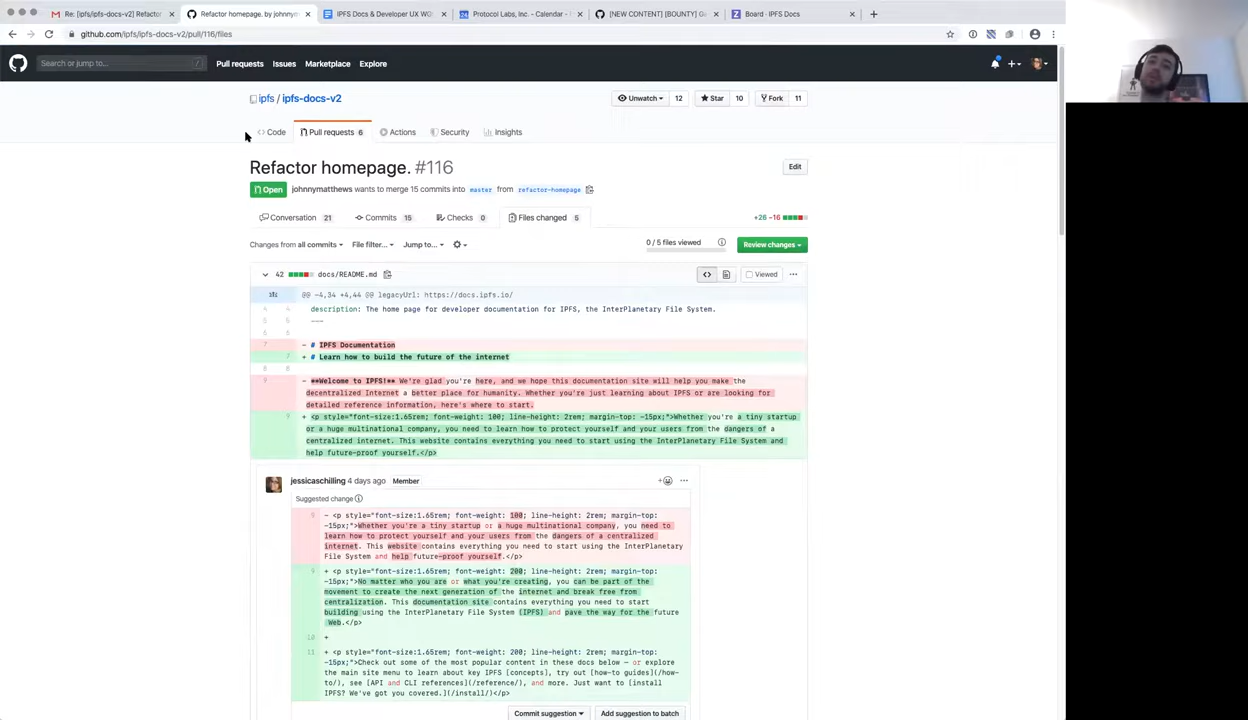 Re: [ipfs/ipfs-docs-v2] Refactor
Refactor homepage. by johnnym
IPFS Docs & Developer UX WO
Protocol Labs, Inc. - Calendar -
[NEW CONTENT] [BOUNTY] G
Board · IPFS Docs
github.com/ipfs/ipfs-docs-v2/pull/116/files
Search or jump to...
/
Pull requests
Issues
Marketplace
Explore
ipfs / ipfs-docs-v2
Unwatch 12
Star 10
Fork 11
Code
Pull requests 6
Actions
Security
Insights
Refactor homepage. #116
Edit
Open
johnnymatthews wants to merge 15 commits into master from refactor-homepage
Conversation 21
Commits 15
Checks 0
Files changed 5
+26 −16
Changes from all commits
File filter...
Jump to...
0 / 5 files viewed
Review changes
42
docs/README.md
Viewed
@@ -4,34 +4,44 @@ legacyUrl: https://docs.ipfs.io/
4 4 description: The home page for developer documentation for IPFS, the InterPlanetary File System.
5 5 ---
6 6
7 - # IPFS Documentation
7 + # Learn how to build the future of the internet
8 8
9 - **Welcome to IPFS!** We're glad you're here, and we hope this documentation site will help you make the
decentralized Internet a better place for humanity. Whether you're just learning about IPFS or are looking for
detailed reference information, here's where to start.
9 + <p style="font-size:1.65rem; font-weight: 100; line-height: 2rem; margin-top: -15px;">Whether you're a tiny startup
or a huge multinational company, you need to learn how to protect yourself and your users from the dangers of a
centralized internet. This website contains everything you need to start using the InterPlanetary File System and
help future-proof yourself.</p>
jessicaschilling 4 days ago Member
Suggested change
9 - <p style="font-size:1.65rem; font-weight: 100; line-height: 2rem; margin-top:
-15px;">Whether you're a tiny startup or a huge multinational company, you need to
learn how to protect yourself and your users from the dangers of a centralized
internet. This website contains everything you need to start using the InterPlanetary
File System and help future-proof yourself.</p>
9 + <p style="font-size:1.65rem; font-weight: 200; line-height: 2rem; margin-top:
-15px;">No matter who you are or what you're creating, you can be part of the
movement to create the next generation of the internet and break free from
centralization. This documentation site contains everything you need to start
building using the InterPlanetary File System (IPFS) and pave the way for the future
Web.</p>
10 +
11 + <p style="font-size:1.65rem; font-weight: 200; line-height: 2rem; margin-top:
-15px;">Check out some of the most popular content in these docs below — or explore
the main site menu to learn about key IPFS [concepts], try out [how-to guides](/how-
to/), see [API and CLI references](/reference/), and more. Just want to [install
IPFS? We've got you covered.](/install/)</p>
Commit suggestion
Add suggestion to batch